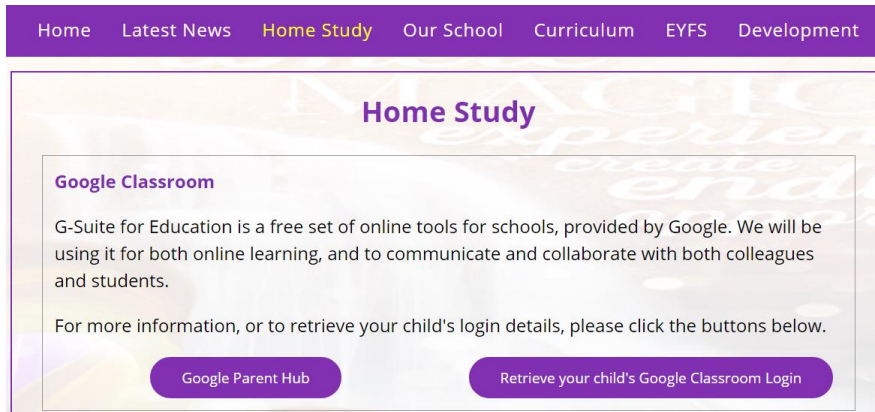 Home Latest News Home Study Our School Curriculum EYFS Development
Home Study
Google Classroom
G-Suite for Education is a free set of online tools for schools, provided by Google. We will be
using it for both online learning, and to communicate and collaborate with both colleagues
and students.
For more information, or to retrieve your child's login details, please click the buttons below.
Google Parent Hub Retrieve your child's Google Classroom Login